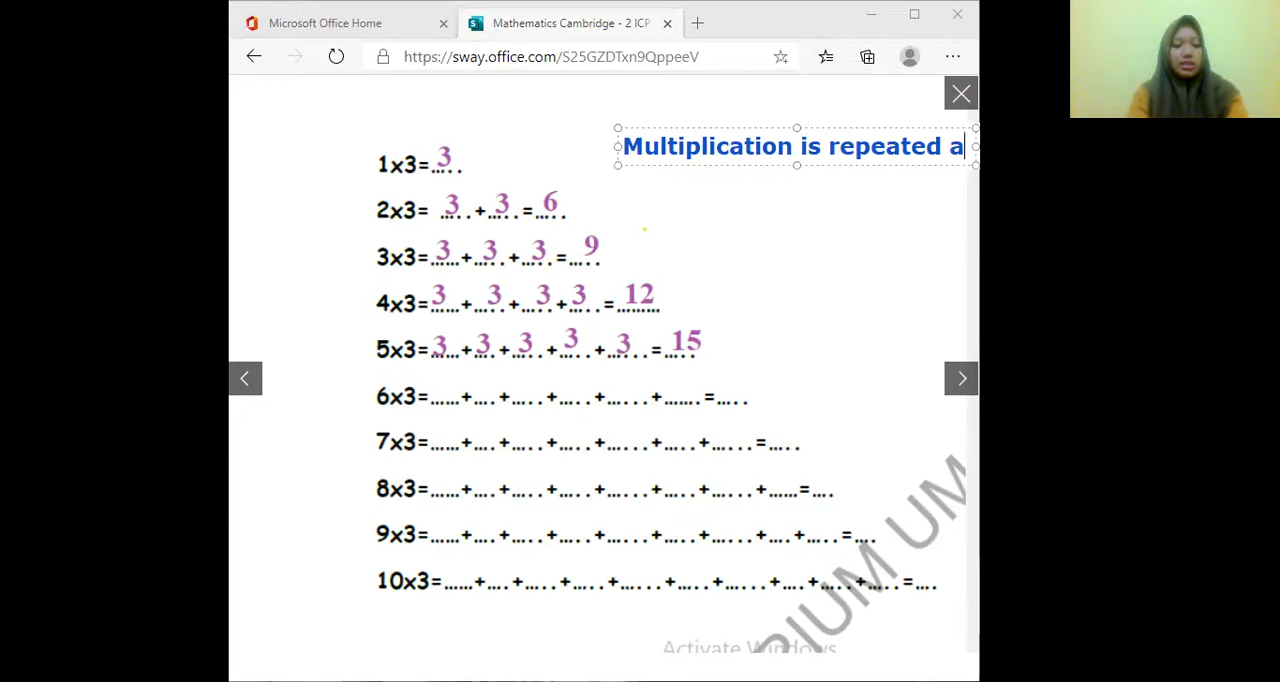 Microsoft Office Home
Mathematics Cambridge - 2 ICP
https://sway.office.com/S25GZDTxn9QppeeV
Multiplication is repeated a
1x3=3.....
2x3= 3.....+3.....=6.....
3x3=3......+3.....+3.....=9.....
4x3=3......+3.....+3.....+3.....=12.........
5x3=3......+3....+3.....+3.....+3......=15.....
6x3=......+....+.....+.....+......+.......=.....
7x3=......+....+.....+.....+......+.....+......=.....
8x3=......+....+.....+.....+......+.....+......+......=....
9x3=......+....+.....+.....+......+.....+......+....+.....=....
10x3=......+....+.....+.....+......+.....+......+....+.....+.....=....
RIUM UM
Activate Windows